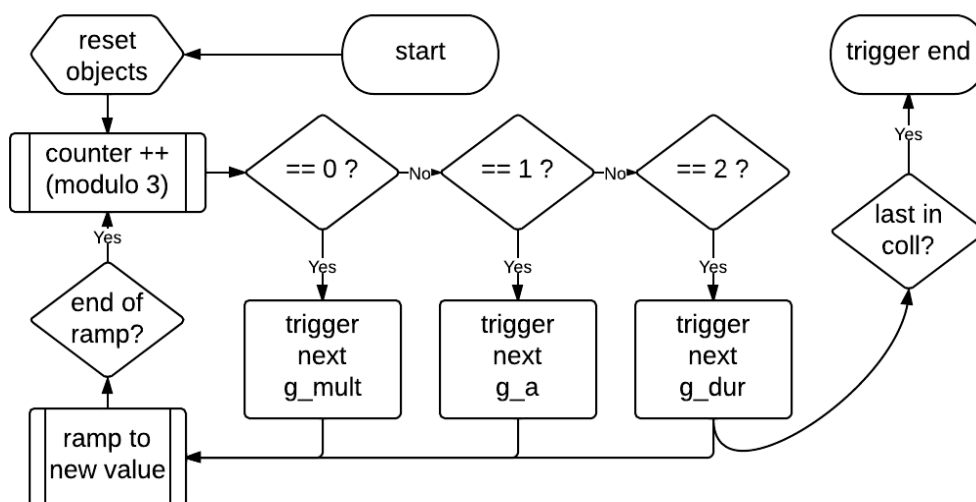 reset
objects
start
trigger end
counter ++
(modulo 3)
== 0 ?
No
== 1 ?
No
== 2 ?
last in
coll?
Yes
Yes
Yes
Yes
Yes
end of
ramp?
trigger
next
g_mult
trigger
next
g_a
trigger
next
g_dur
ramp to
new value